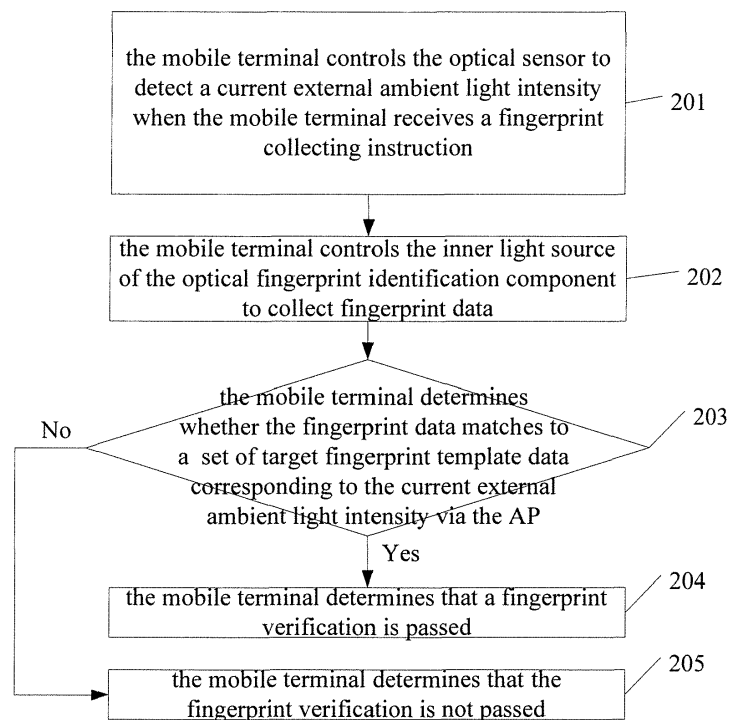 the mobile terminal controls the optical sensor to
detect a current external ambient light intensity
when the mobile terminal receives a fingerprint
collecting instruction
201
the mobile terminal controls the inner light source
of the optical fingerprint identification component
to collect fingerprint data
202
the mobile terminal determines
whether the fingerprint data matches to
a set of target fingerprint template data
corresponding to the current external
ambient light intensity via the AP
203
No
Yes
the mobile terminal determines that a fingerprint
verification is passed
204
the mobile terminal determines that the
fingerprint verification is not passed
205